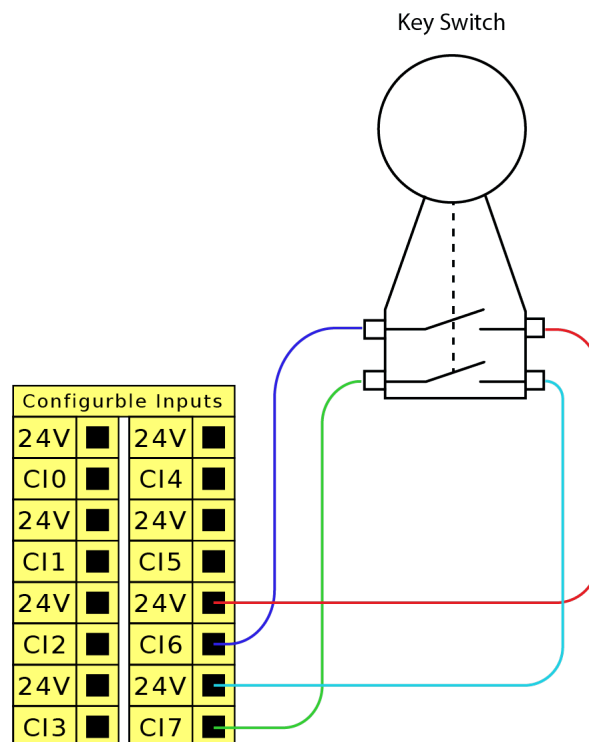 Key Switch
Configurble Inputs
24V 24V
CI0 CI4
24V 24V
CI1 CI5
24V 24V
CI2 CI6
24V 24V
CI3 CI7